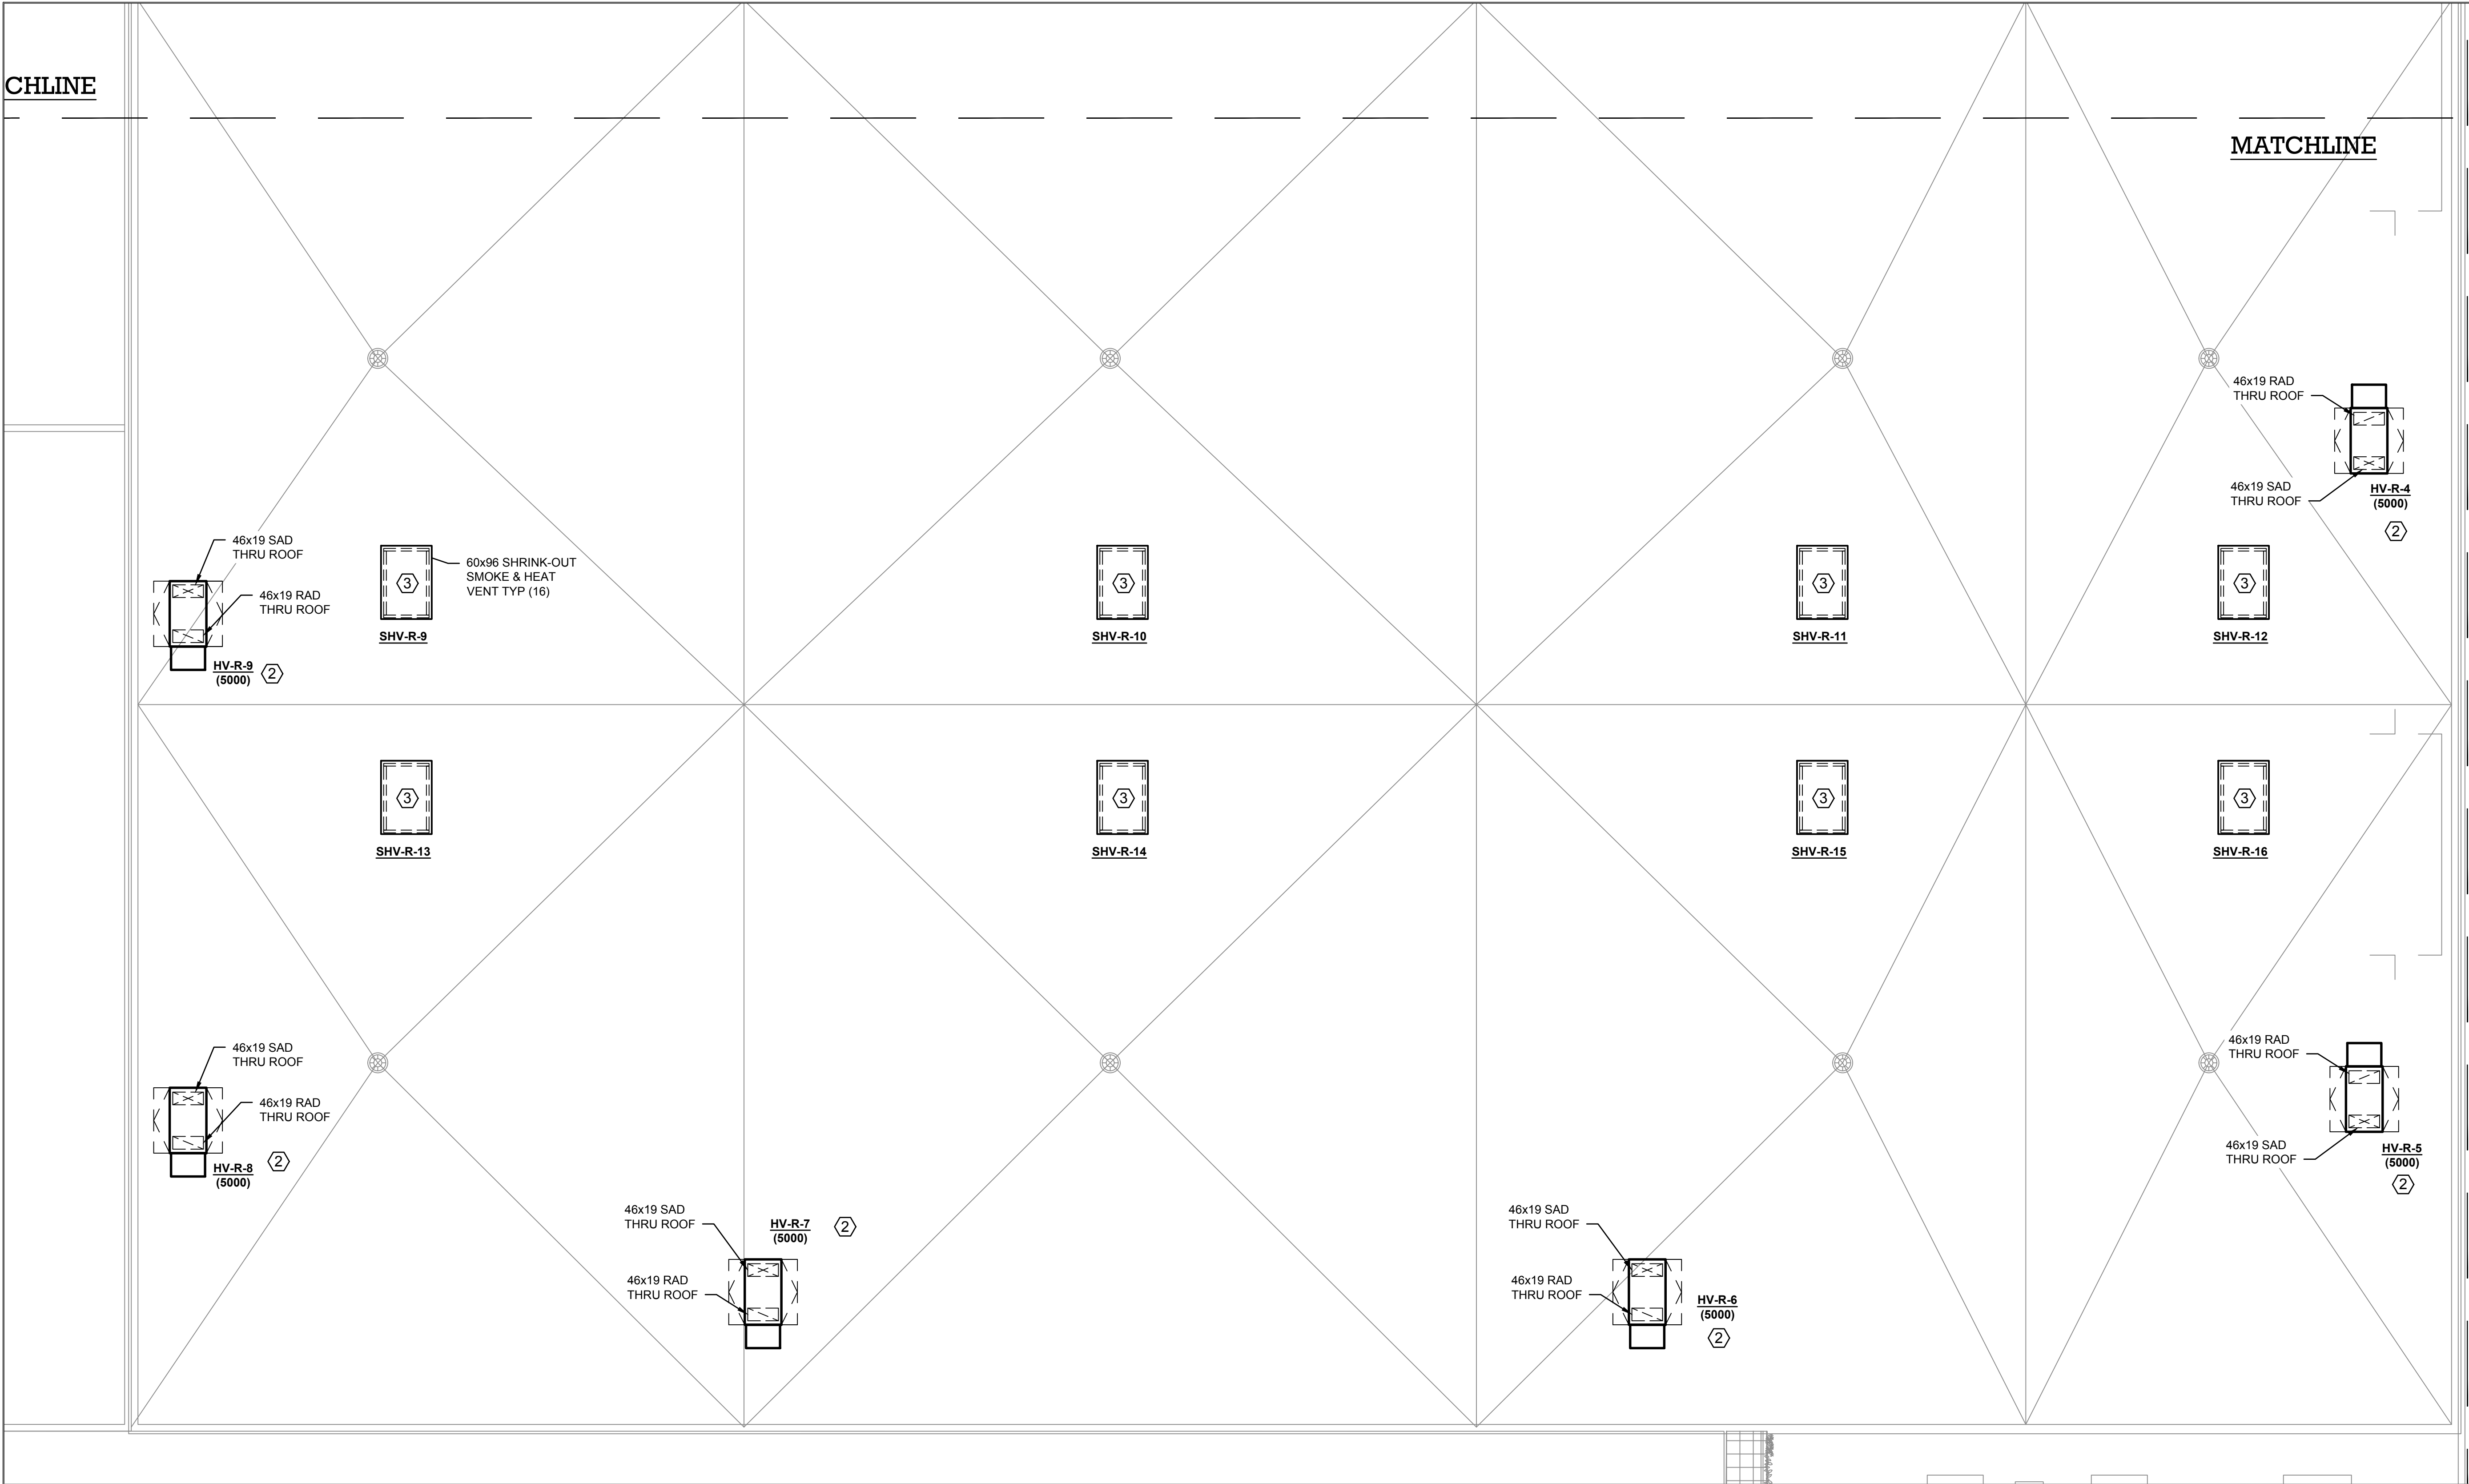 CHLINE
MATCHLINE
46x19 RAD
THRU ROOF
46x19 SAD
THRU ROOF
HV-R-4
(5000)
2
46x19 SAD
THRU ROOF
46x19 RAD
THRU ROOF
HV-R-9
(5000)
2
3
60x96 SHRINK-OUT
SMOKE & HEAT
VENT TYP (16)
SHV-R-9
3
SHV-R-10
3
SHV-R-11
3
SHV-R-12
3
SHV-R-13
3
SHV-R-14
3
SHV-R-15
3
SHV-R-16
46x19 SAD
THRU ROOF
46x19 RAD
THRU ROOF
HV-R-8
(5000)
2
46x19 SAD
THRU ROOF
46x19 RAD
THRU ROOF
HV-R-7
(5000)
2
46x19 SAD
THRU ROOF
46x19 RAD
THRU ROOF
HV-R-6
(5000)
2
46x19 RAD
THRU ROOF
46x19 SAD
THRU ROOF
HV-R-5
(5000)
2